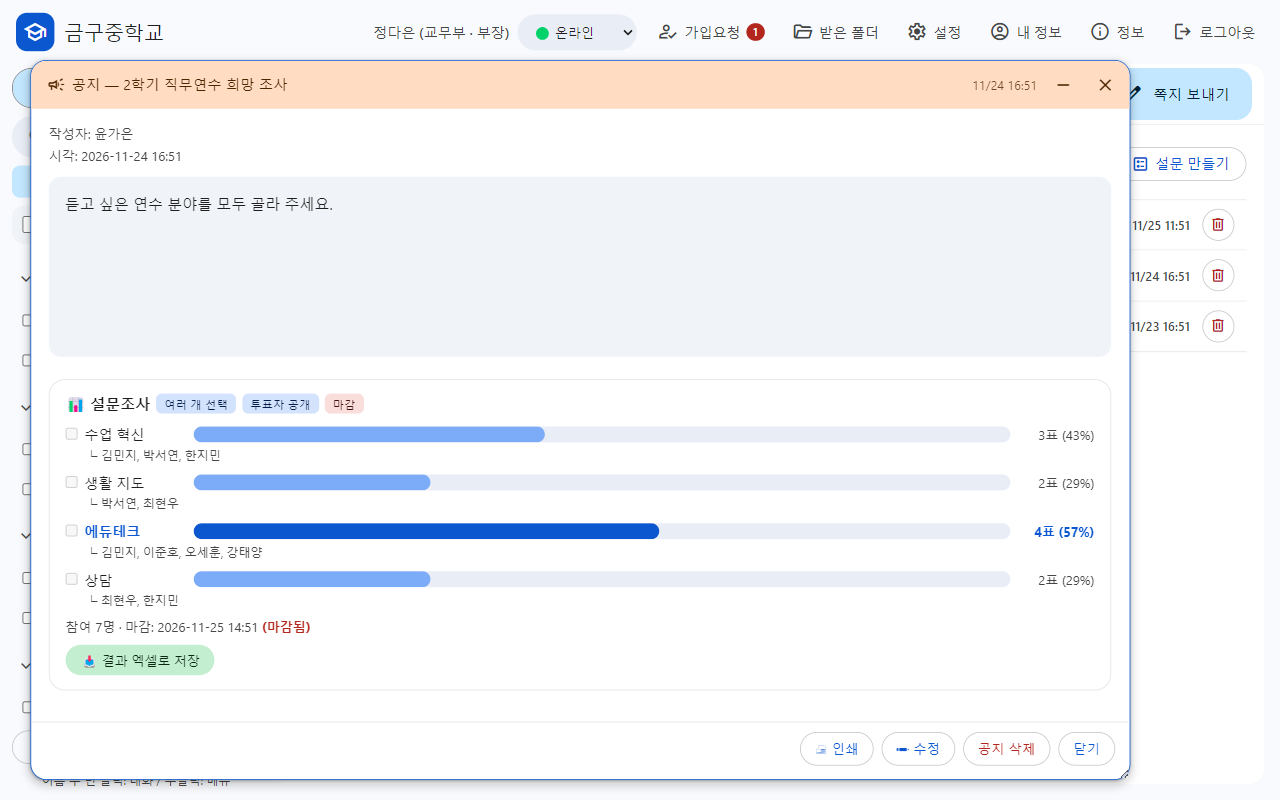 금구중학교
정다은 (교무부 · 부장)
온라인
가입요청 1
받은 폴더
설정
내 정보
정보
로그아웃
공지 — 2학기 직무연수 희망 조사
11/24 16:51
쪽지 보내기
작성자: 윤가은
시각: 2026-11-24 16:51
설문 만들기
듣고 싶은 연수 분야를 모두 골라 주세요.
11/25 11:51
11/24 16:51
11/23 16:51
설문조사 여러 개 선택 투표자 공개 마감
수업 혁신 3표 (43%)
└ 김민지, 박서연, 한지민
생활 지도 2표 (29%)
└ 박서연, 최현우
에듀테크 4표 (57%)
└ 김민지, 이준호, 오세훈, 강태양
상담 2표 (29%)
└ 최현우, 한지민
참여 7명 · 마감: 2026-11-25 14:51 (마감됨)
결과 엑셀로 저장
인쇄
수정
공지 삭제
닫기